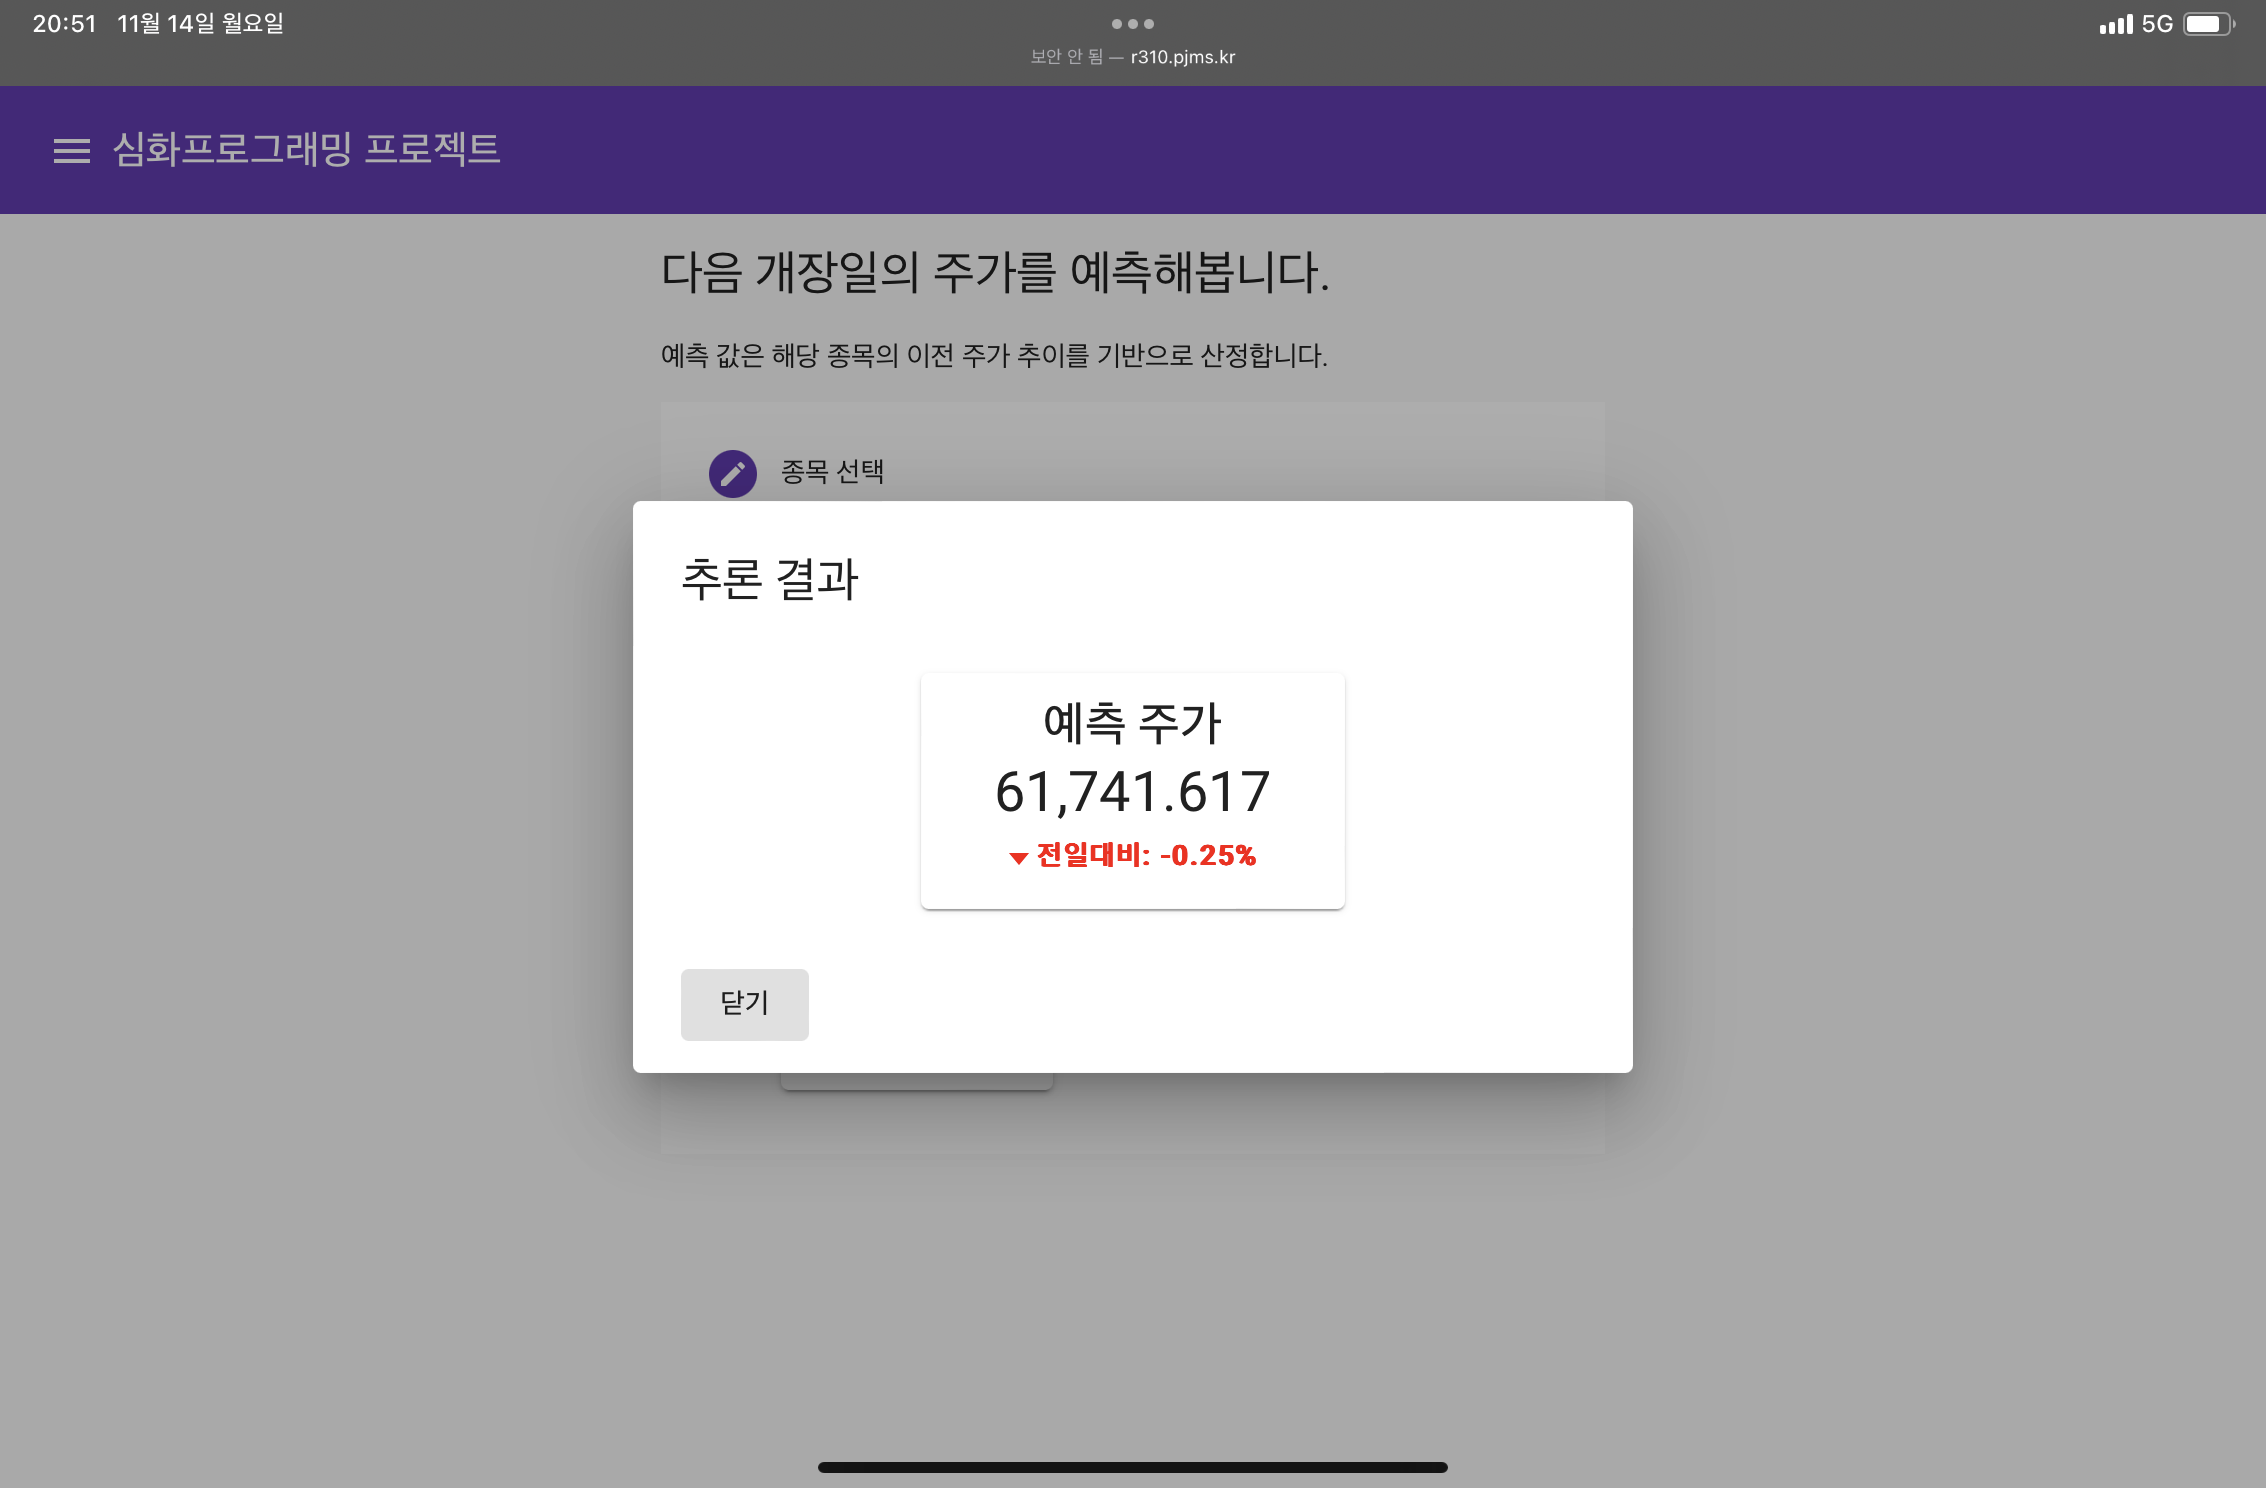 20:51 11월 14일 월요일
5G
보안 안 됨 — r310.pjms.kr
심화프로그래밍 프로젝트
다음 개장일의 주가를 예측해봅니다.
예측 값은 해당 종목의 이전 주가 추이를 기반으로 산정합니다.
종목 선택
추론 결과
예측 주가
61,741.617
전일대비: -0.25%
닫기